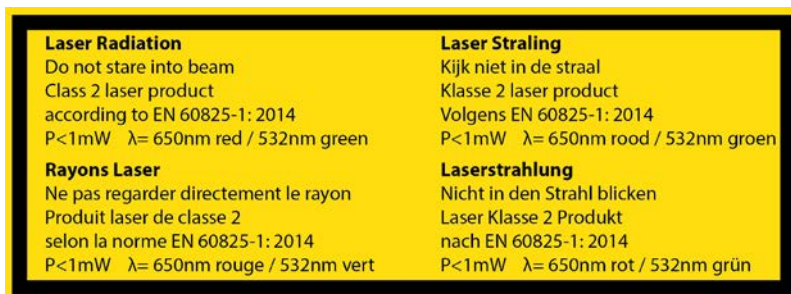 Laser Radiation
Do not stare into beam
Class 2 laser product
according to EN 60825-1: 2014
P<1mW λ= 650nm red / 532nm green
Laser Straling
Kijk niet in de straal
Klasse 2 laser product
Volgens EN 60825-1: 2014
P<1mW λ= 650nm rood / 532nm groen
Rayons Laser
Ne pas regarder directement le rayon
Produit laser de classe 2
selon la norme EN 60825-1: 2014
P<1mW λ= 650nm rouge / 532nm vert
Laserstrahlung
Nicht in den Strahl blicken
Laser Klasse 2 Produkt
nach EN 60825-1: 2014
P<1mW λ= 650nm rot / 532nm grün